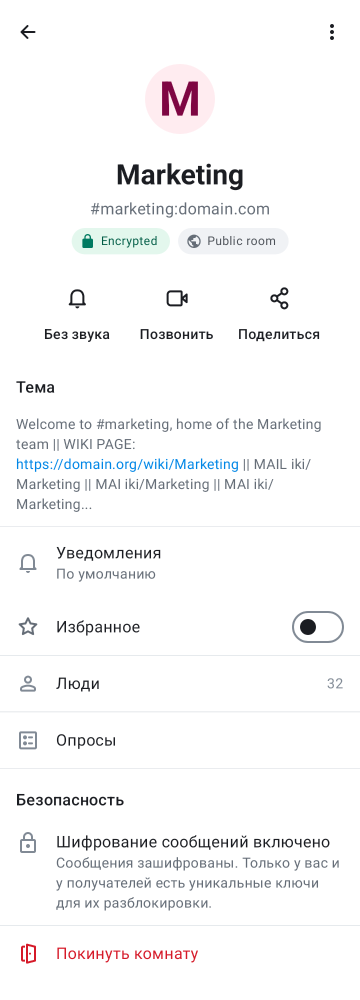 M
Marketing
#marketing:domain.com
Encrypted
Public room
Без звука
Позвонить
Поделиться
Тема
Welcome to #marketing, home of the Marketing
team || WIKI PAGE:
https://domain.org/wiki/Marketing || MAIL iki/
Marketing || MAI iki/Marketing || MAI iki/
Marketing...
Уведомления
По умолчанию
Избранное
Люди
32
Опросы
Безопасность
Шифрование сообщений включено
Сообщения зашифрованы. Только у вас и
у получателей есть уникальные ключи
для их разблокировки.
Покинуть комнату